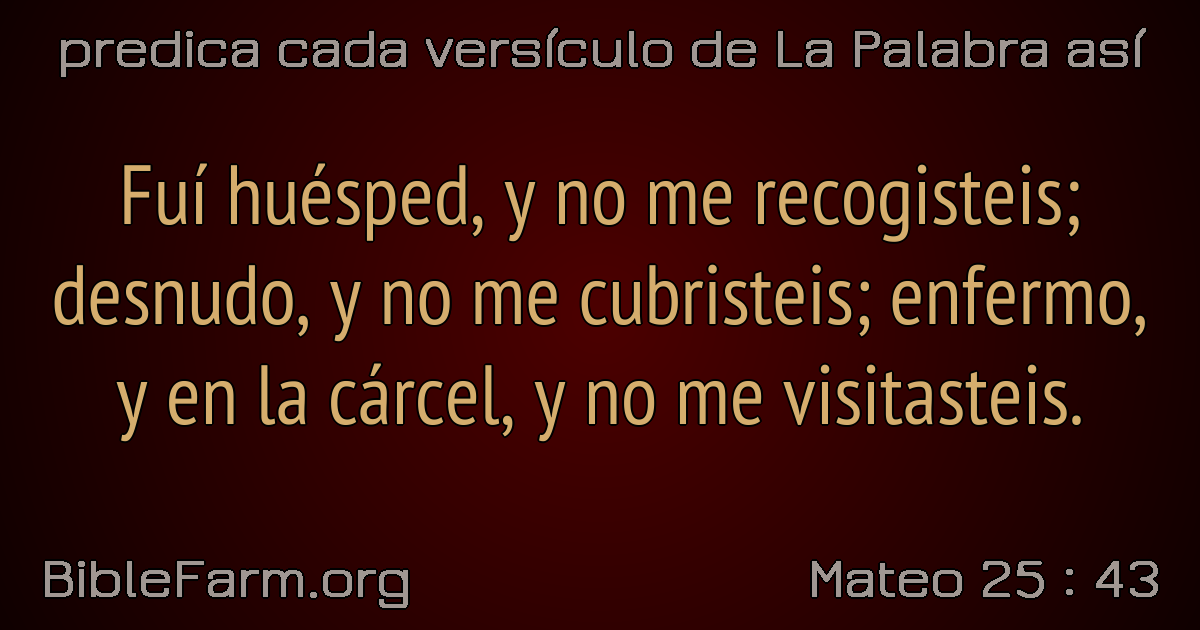 predica cada versículo de La Palabra así
Fuí huésped, y no me recogisteis;
desnudo, y no me cubristeis; enfermo,
y en la cárcel, y no me visitasteis.
BibleFarm.org
Mateo 25 : 43